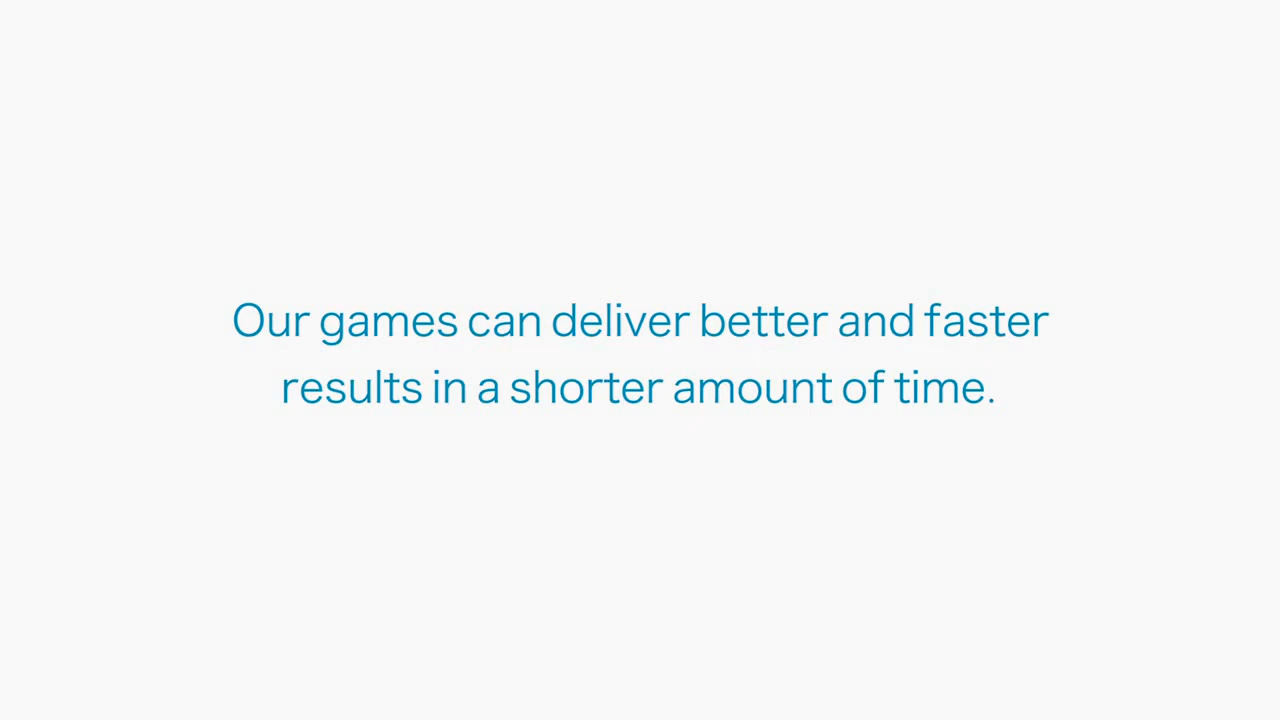 Our games can deliver better and faster
results in a shorter amount of time.